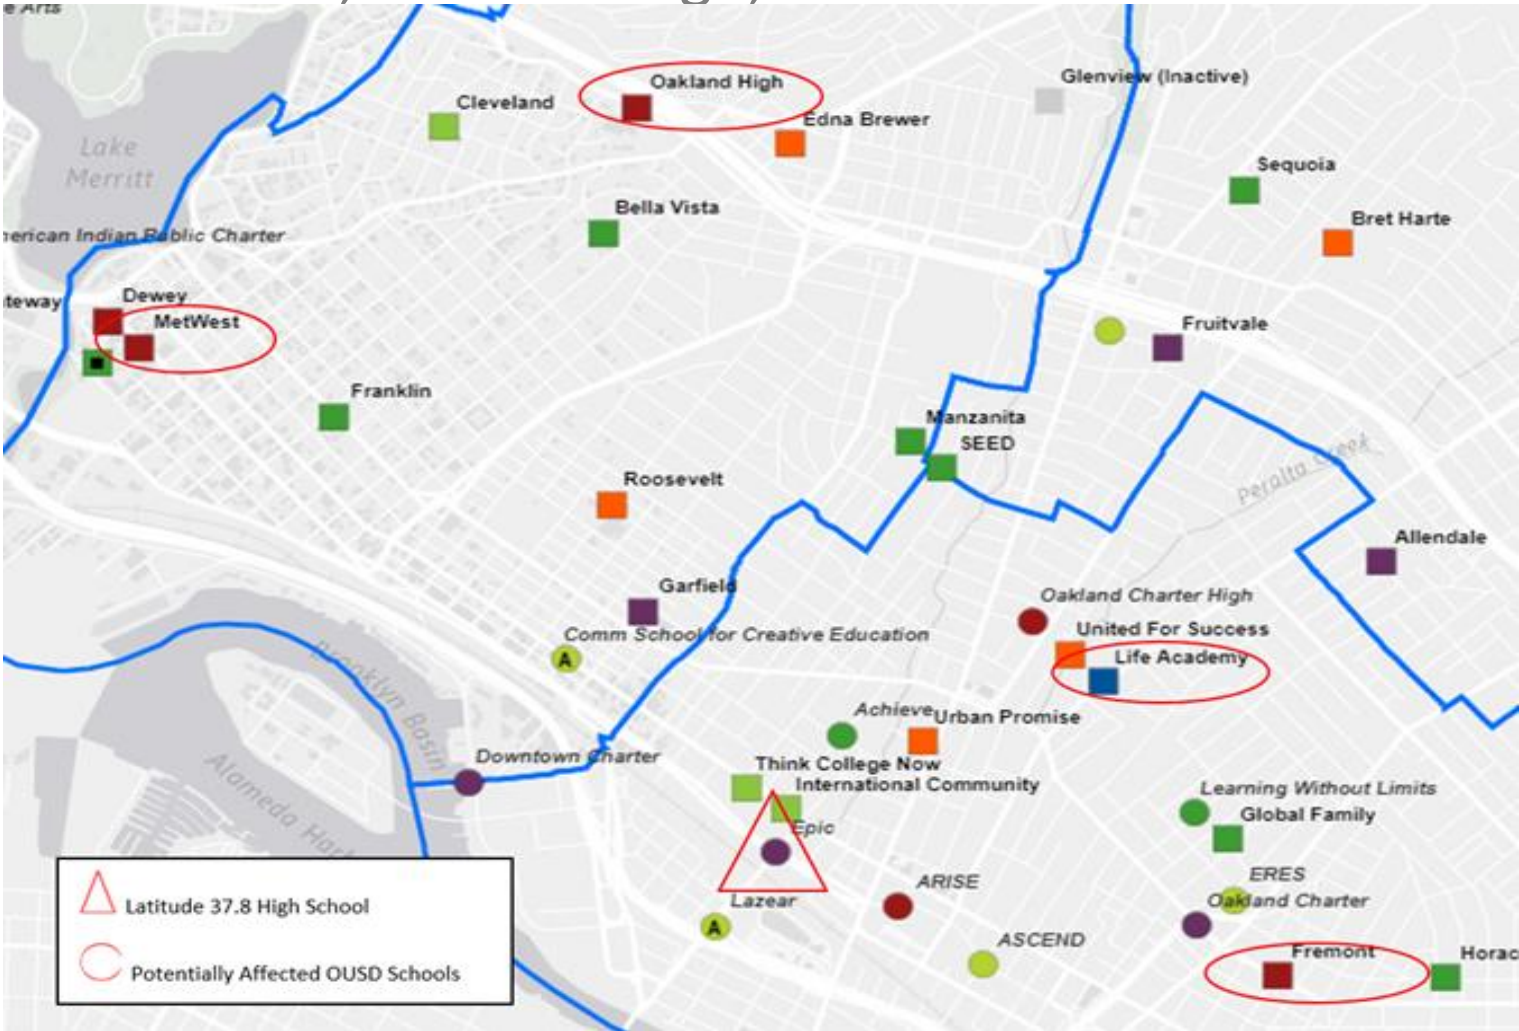 e Arts
Oakland High
Glenview (Inactive)
Cleveland
Edna Brewer
Lake
Merritt
Sequoia
Bella Vista
Bret Harte
erican Indian Public Charter
Dewey
teway
MetWest
Fruitvale
Franklin
Manzanita
SEED
Peralta Creek
Roosevelt
Allendale
Garfield
Oakland Charter High
Comm School for Creative Education
United For Success
A
Life Academy
Brooklyn Basin
Achieve
Urban Promise
Downtown Charter
Think College Now
International Community
Alameda Har
Learning Without Limits
Global Family
Epic
ARISE
ERES
Lazear
Oakland Charter
A
ASCEND
Fremont
Horac
Latitude 37.8 High School
Potentially Affected OUSD Schools